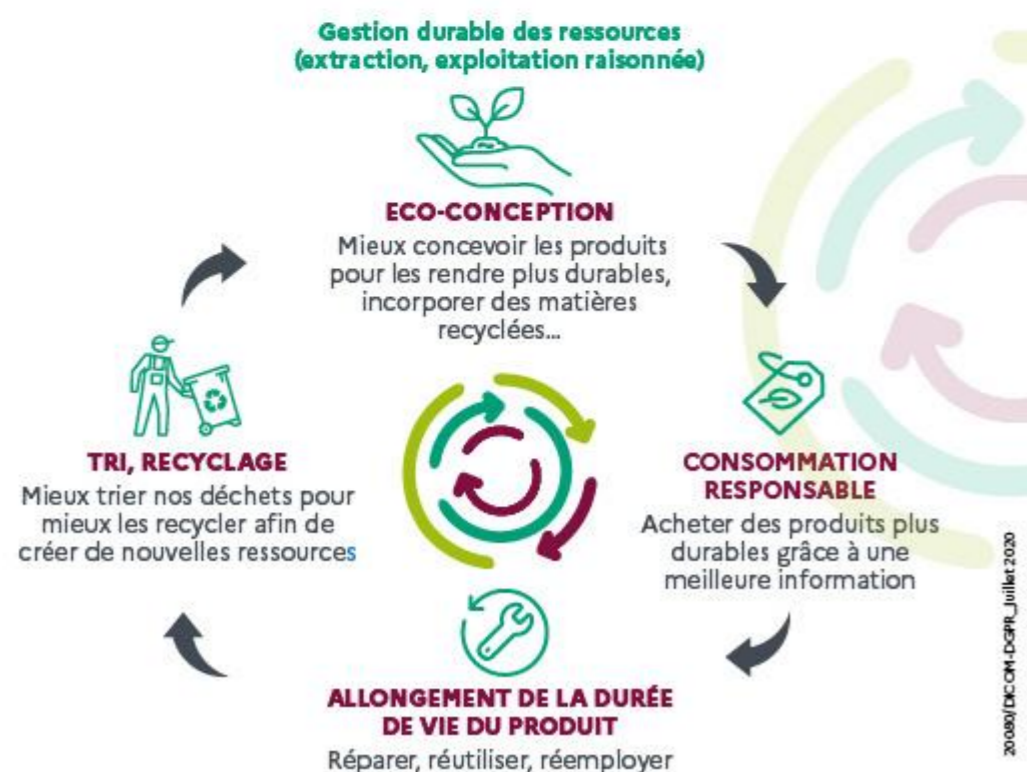 Gestion durable des ressources
(extraction, exploitation raisonnée)
ECO-CONCEPTION
Mieux concevoir les produits
pour les rendre plus durables,
incorporer des matières
recyclées...
CONSOMMATION
RESPONSABLE
Acheter des produits plus
durables grâce à une
meilleure information
ALLONGEMENT DE LA DURÉE
DE VIE DU PRODUIT
Réparer, réutiliser, réemployer
TRI, RECYCLAGE
Mieux trier nos déchets pour
mieux les recycler afin de
créer de nouvelles ressources
20080/DICOM-DGPR_Juillet 2020